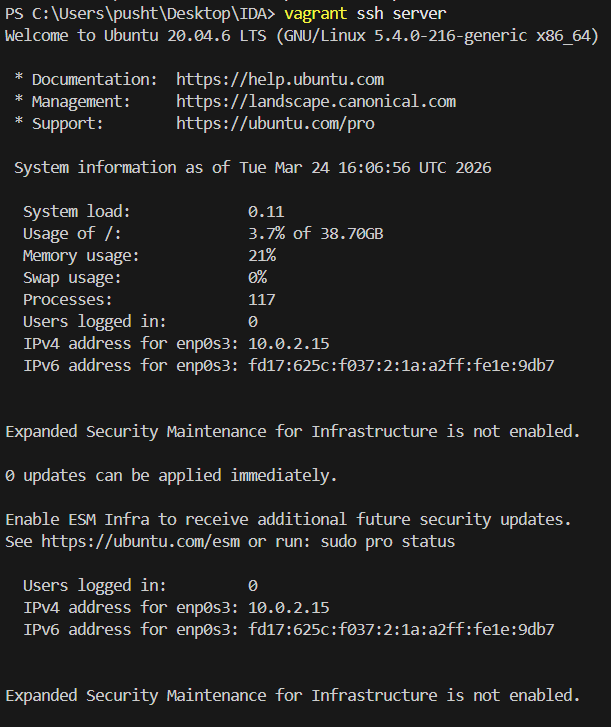 PS C:\Users\pusht\Desktop\IDA> vagrant ssh server
Welcome to Ubuntu 20.04.6 LTS (GNU/Linux 5.4.0-216-generic x86_64)
* Documentation:  https://help.ubuntu.com
* Management:     https://landscape.canonical.com
* Support:        https://ubuntu.com/pro
System information as of Tue Mar 24 16:06:56 UTC 2026
System load:             0.11
Usage of /:              3.7% of 38.70GB
Memory usage:            21%
Swap usage:              0%
Processes:               117
Users logged in:         0
IPv4 address for enp0s3: 10.0.2.15
IPv6 address for enp0s3: fd17:625c:f037:2:1a:a2ff:fe1e:9db7
Expanded Security Maintenance for Infrastructure is not enabled.
0 updates can be applied immediately.
Enable ESM Infra to receive additional future security updates.
See https://ubuntu.com/esm or run: sudo pro status
Users logged in:         0
IPv4 address for enp0s3: 10.0.2.15
IPv6 address for enp0s3: fd17:625c:f037:2:1a:a2ff:fe1e:9db7
Expanded Security Maintenance for Infrastructure is not enabled.